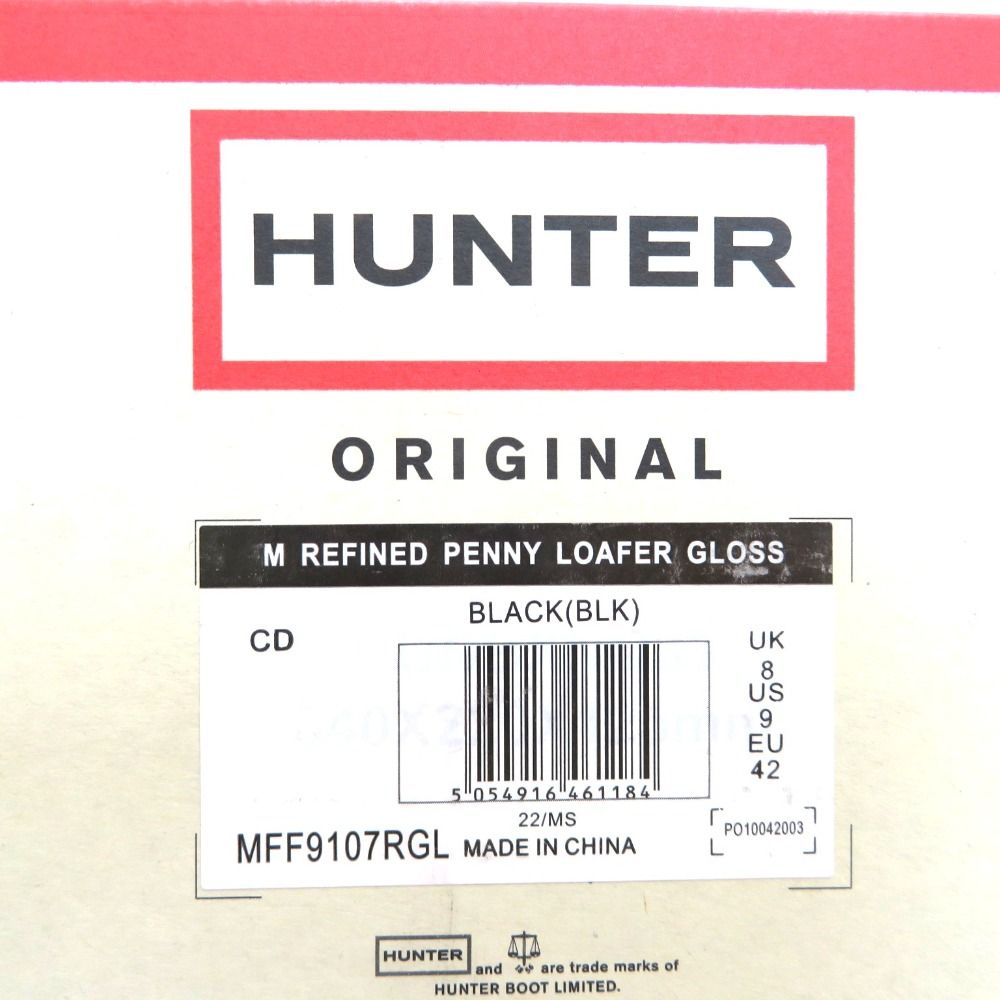 HUNTER
ORIGINAL
M REFINED PENNY LOAFER GLOSS
BLACK(BLK)
CD
UK
8
US
9
EU
42
5 054916 461184
22/MS
PO10042003
MFF9107RGL MADE IN CHINA
HUNTER and are trade marks of
HUNTER BOOT LIMITED.